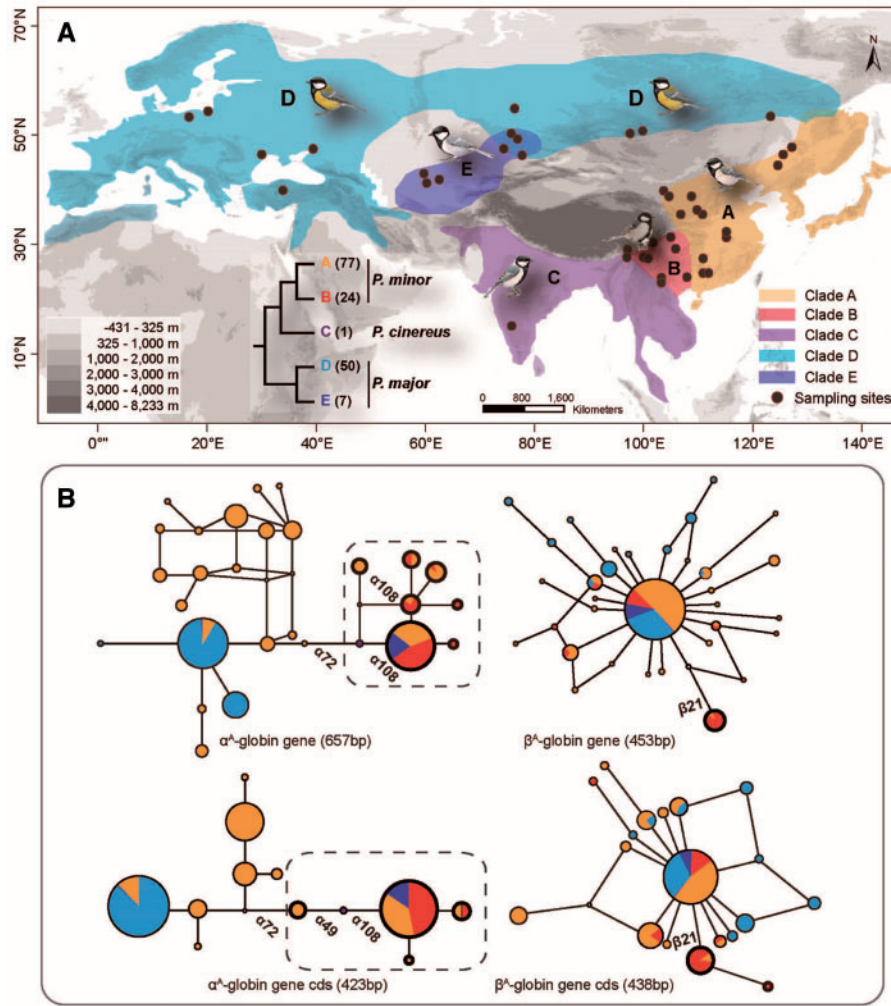 A
70°N
50°N
30°N
10°N
N
D
D
E
A
B
C
A (77)
B (24)
P. minor
C (1)
P. cinereus
D (50)
E (7)
P. major
-431 - 325 m
325 - 1,000 m
1,000 - 2,000 m
2,000 - 3,000 m
3,000 - 4,000 m
4,000 - 8,233 m
0 800 1,600
Kilometers
Clade A
Clade B
Clade C
Clade D
Clade E
Sampling sites
0°
20°E
40°E
60°E
80°E
100°E
120°E
140°E
B
α108
α72
α108
αᴬ-globin gene (657bp)
β21
βᴬ-globin gene (453bp)
α72
α49
α108
αᴬ-globin gene cds (423bp)
β21
βᴬ-globin gene cds (438bp)